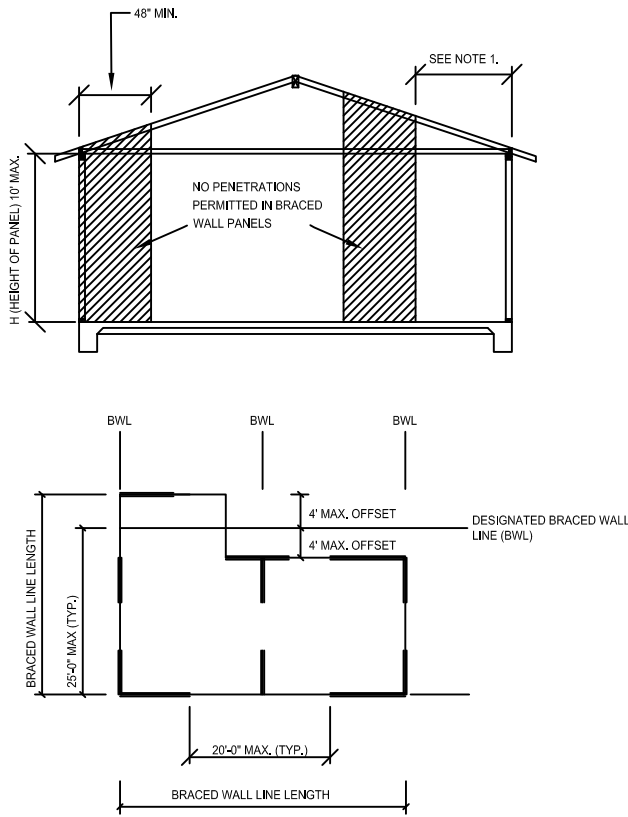 48" MIN.
SEE NOTE 1.
NO PENETRATIONS
PERMITTED IN BRACED
WALL PANELS
H (HEIGHT OF PANEL) 10' MAX.
BWL
BWL
BWL
4' MAX. OFFSET
DESIGNATED BRACED WALL
LINE (BWL)
4' MAX. OFFSET
BRACED WALL LINE LENGTH
25'-0" MAX (TYP.)
20'-0" MAX. (TYP.)
BRACED WALL LINE LENGTH